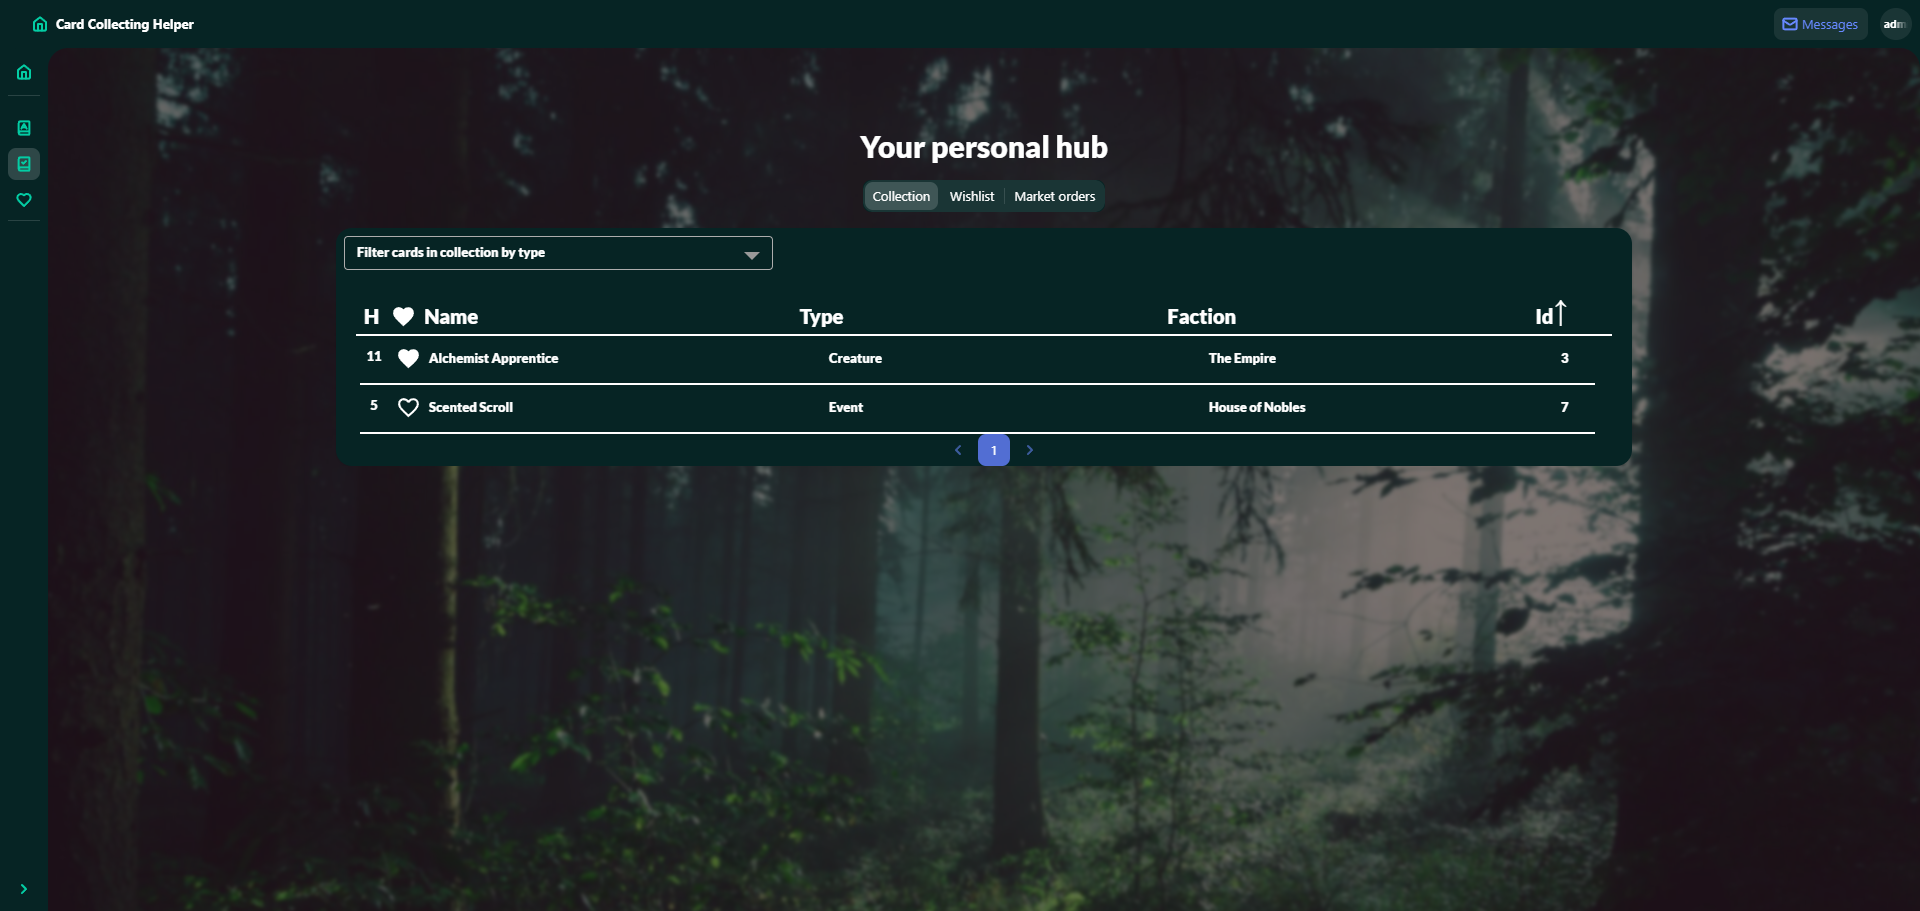 Card Collecting Helper
Messages
adm
Your personal hub
Collection Wishlist Market orders
Filter cards in collection by type
H Name Type Faction Id
11 Alchemist Apprentice Creature The Empire 3
5 Scented Scroll Event House of Nobles 7
1